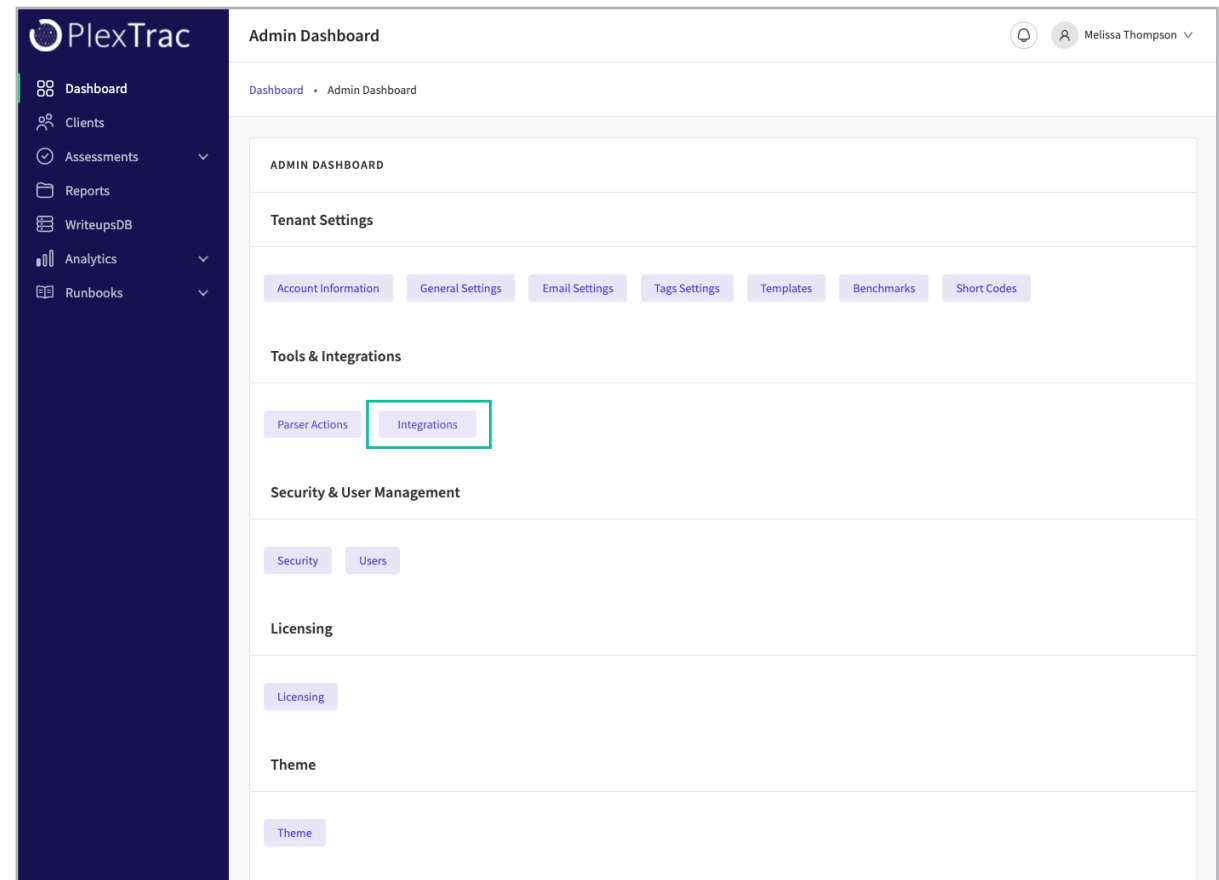 PlexTrac
Dashboard
Clients
Assessments
Reports
WriteupsDB
Analytics
Runbooks
Admin Dashboard
Melissa Thompson
Dashboard • Admin Dashboard
ADMIN DASHBOARD
Tenant Settings
Account Information General Settings Email Settings Tags Settings Templates Benchmarks Short Codes
Tools & Integrations
Parser Actions Integrations
Security & User Management
Security Users
Licensing
Licensing
Theme
Theme